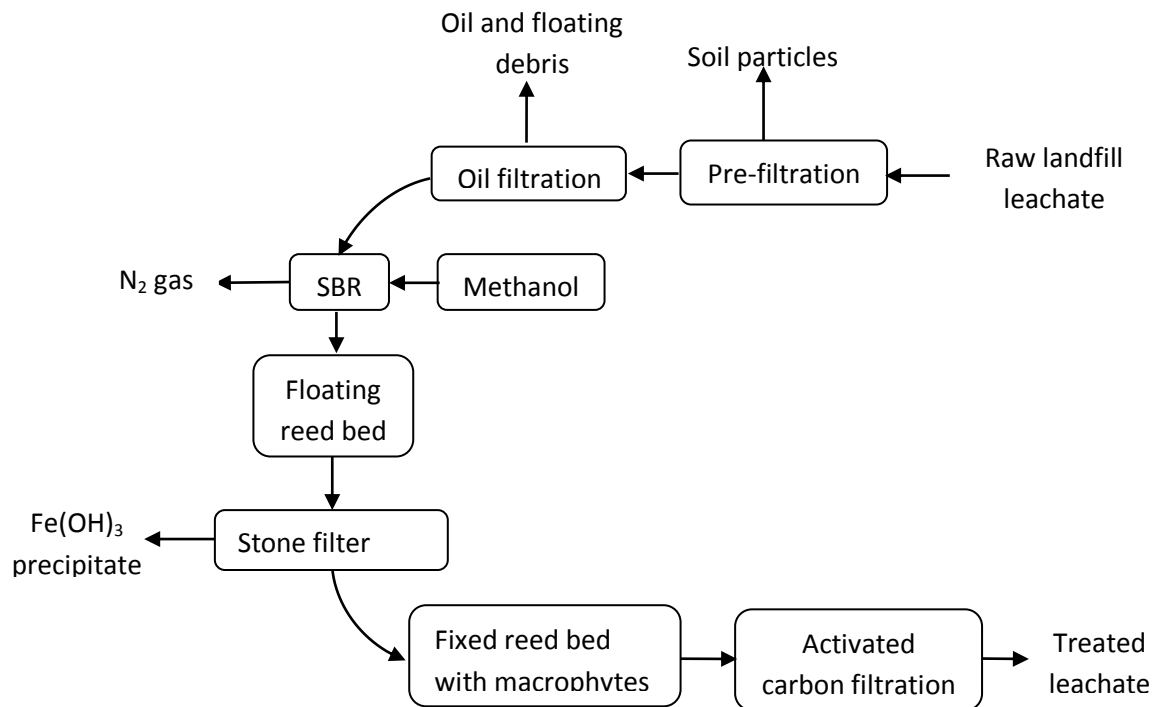 Oil and floating
debris
Soil particles
Oil filtration
Pre-filtration
Raw landfill
leachate
N₂ gas
SBR
Methanol
Floating
reed bed
Fe(OH)₃
precipitate
Stone filter
Fixed reed bed
with macrophytes
Activated
carbon filtration
Treated
leachate